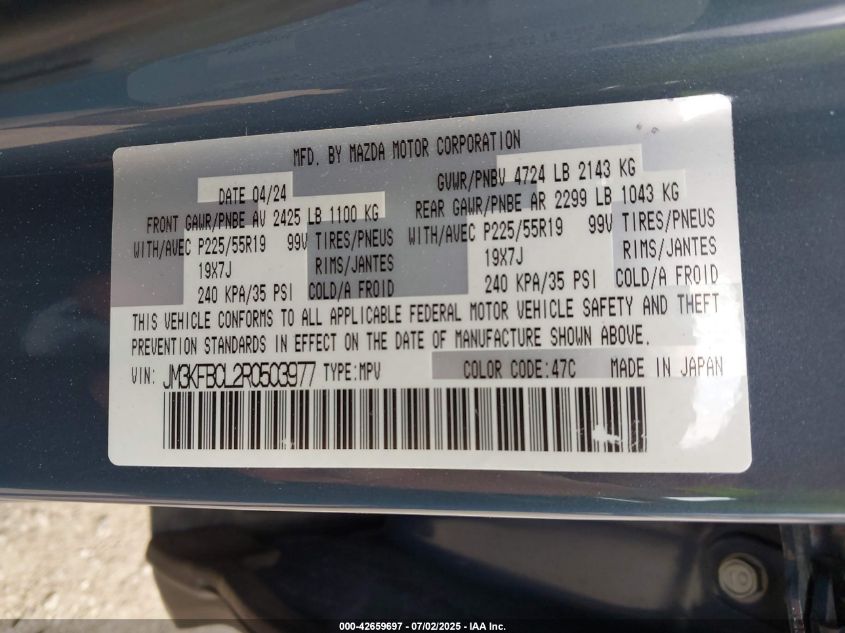 MFD. BY MAZDA MOTOR CORPORATION
DATE 04/24 GVWR/PNBV 4724 LB 2143 KG
FRONT GAWR/PNBE AV 2425 LB 1100 KG REAR GAWR/PNBE AR 2299 LB 1043 KG
WITH/AVEC P225/55R19 99V TIRES/PNEUS WITH/AVEC P225/55R19 99V TIRES/PNEUS
19X7J RIMS/JANTES 19X7J RIMS/JANTES
240 KPA/35 PSI COLD/A FROID 240 KPA/35 PSI COLD/A FROID
THIS VEHICLE CONFORMS TO ALL APPLICABLE FEDERAL MOTOR VEHICLE SAFETY AND THEFT
PREVENTION STANDARDS IN EFFECT ON THE DATE OF MANUFACTURE SHOWN ABOVE.
VIN: JM3KFBCL2R0503977 TYPE:MPV COLOR CODE:47C MADE IN JAPAN
000-42659697 - 07/02/2025 - IAA Inc.